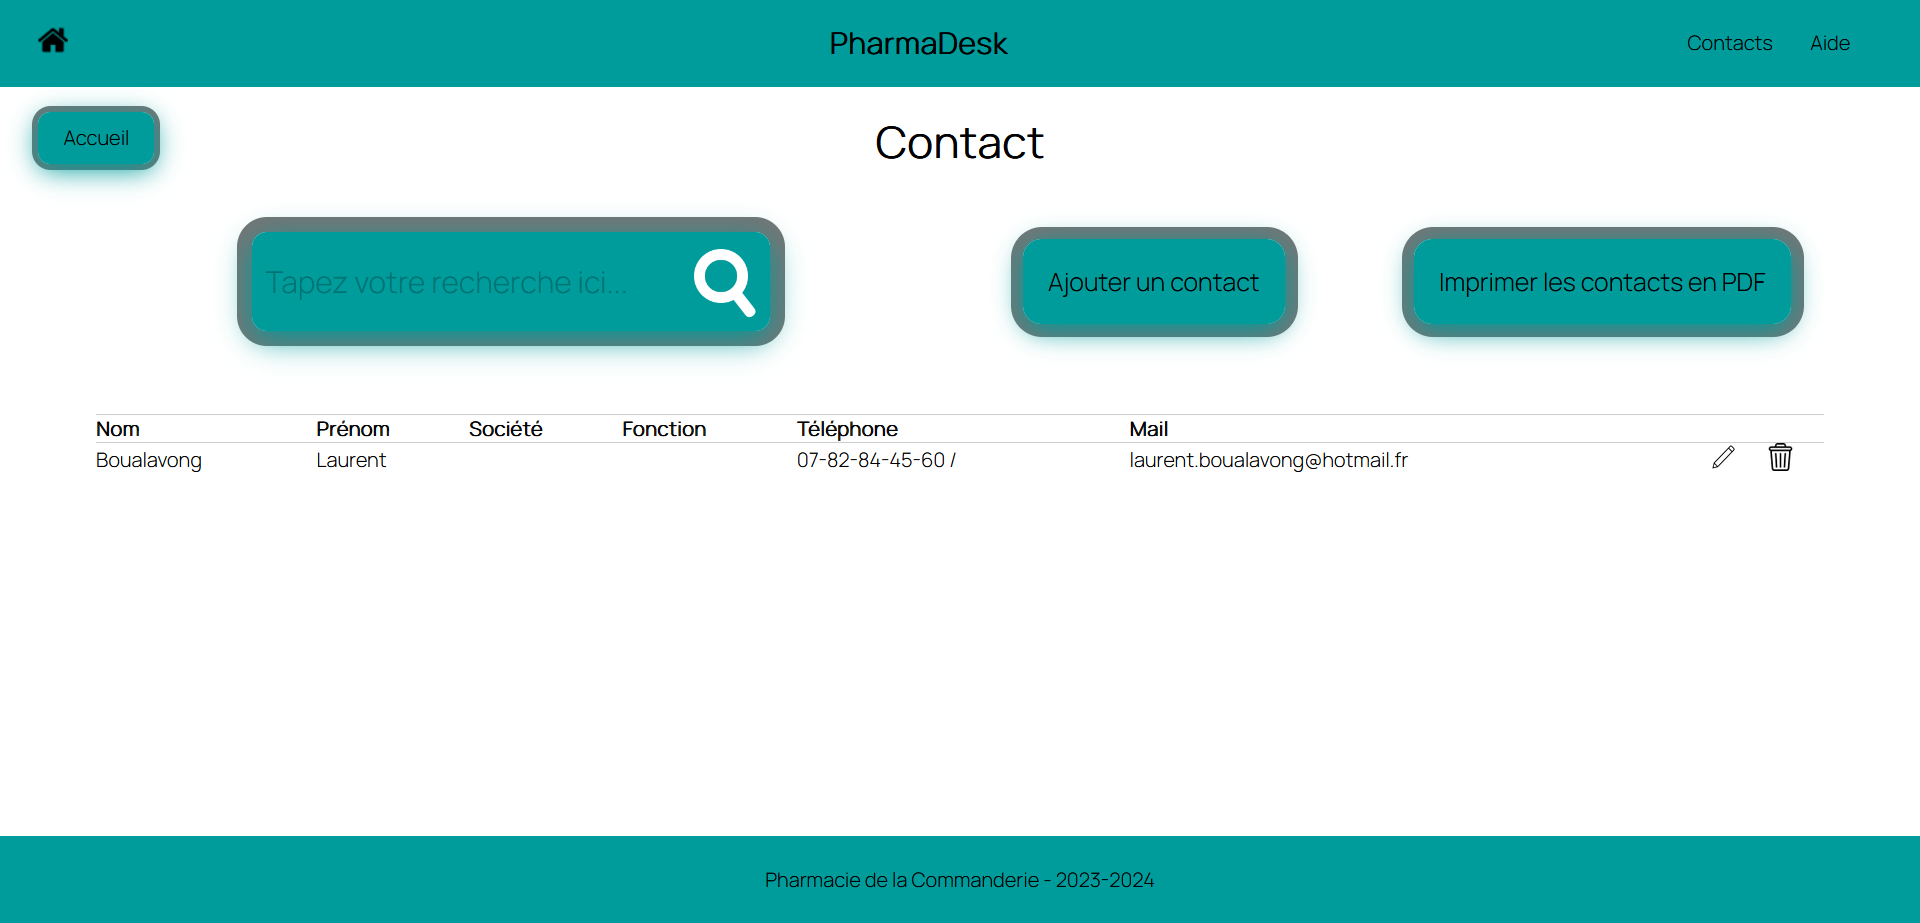 PharmaDesk
Contacts Aide
Accueil
Contact
Tapez votre recherche ici...
Ajouter un contact
Imprimer les contacts en PDF
Nom Prénom Société Fonction Téléphone Mail
Boualavong Laurent 07-82-84-45-60 / laurent.boualavong@hotmail.fr
Pharmacie de la Commanderie - 2023-2024